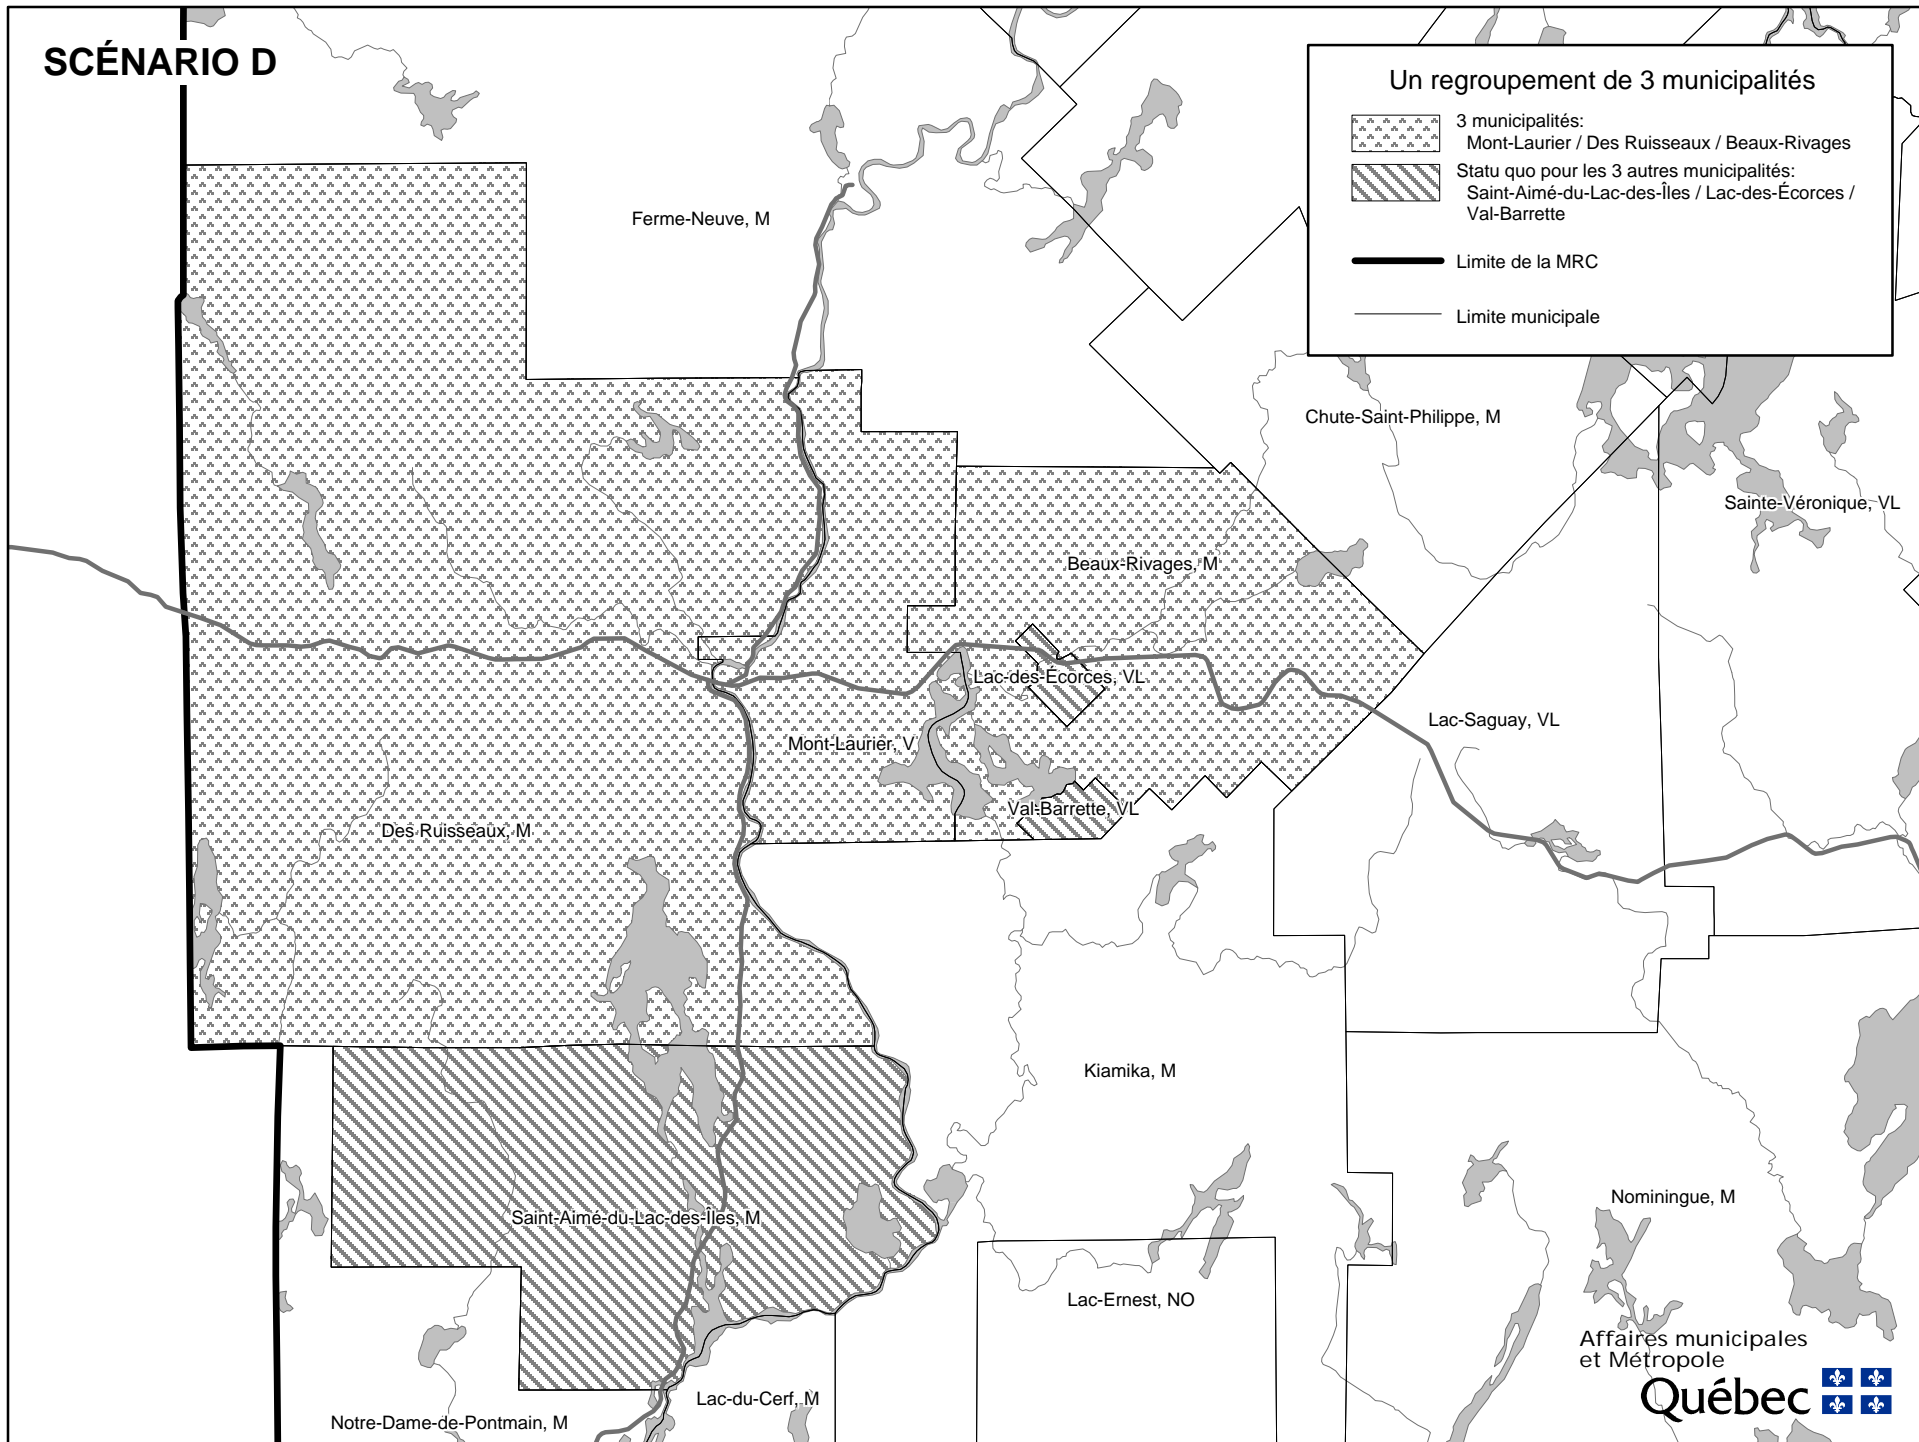 SCÉNARIO D
Un regroupement de 3 municipalités
3 municipalités:
Mont-Laurier / Des Ruisseaux / Beaux-Rivages
Statu quo pour les 3 autres municipalités:
Saint-Aimé-du-Lac-des-Îles / Lac-des-Écorces /
Val-Barrette
Limite de la MRC
Limite municipale
Ferme-Neuve, M
Chute-Saint-Philippe, M
Sainte-Véronique, VL
Beaux-Rivages, M
Lac-des-Écorces, VL
Lac-Saguay, VL
Mont-Laurier, V
Val-Barrette, VL
Des Ruisseaux, M
Kiamika, M
Nominingue, M
Saint-Aimé-du-Lac-des-Îles, M
Lac-Ernest, NO
Lac-du-Cerf, M
Notre-Dame-de-Pontmain, M
Affaires municipales
et Métropole
Québec